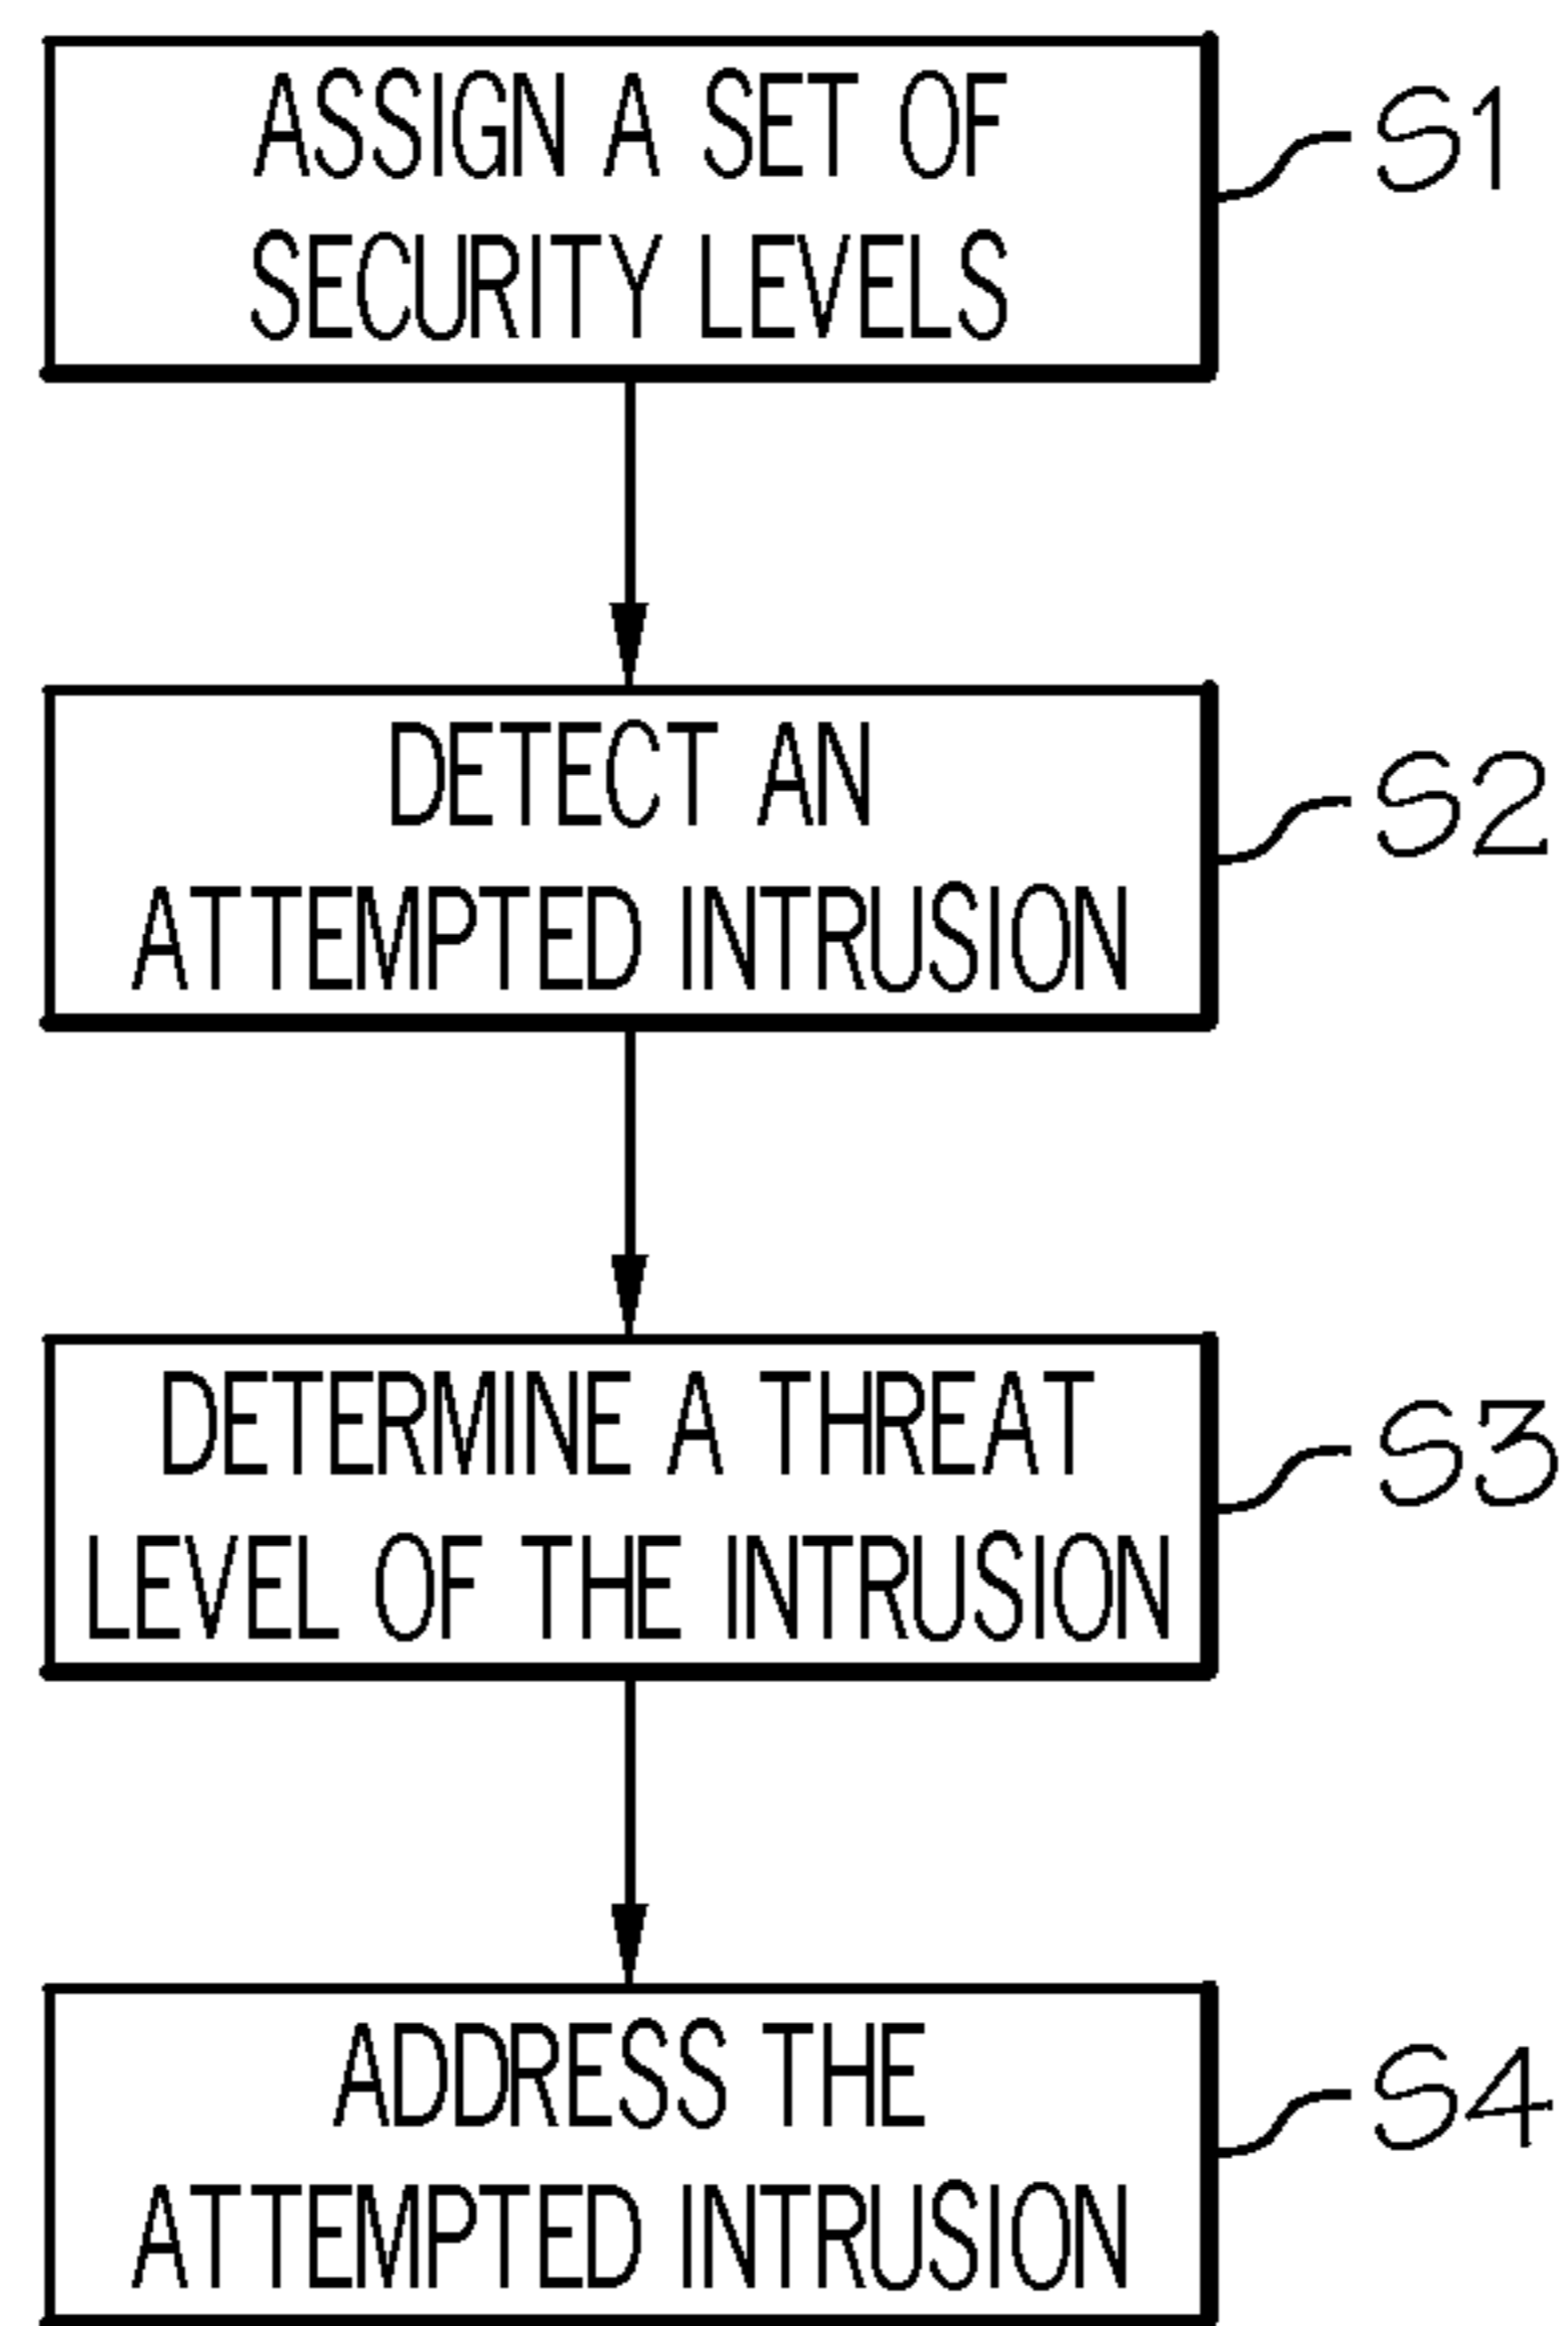 ASSIGN A SET OF
SECURITY LEVELS
S1
DETECT AN
ATTEMPTED INTRUSION
S2
DETERMINE A THREAT
LEVEL OF THE INTRUSION
S3
ADDRESS THE
ATTEMPTED INTRUSION
S4